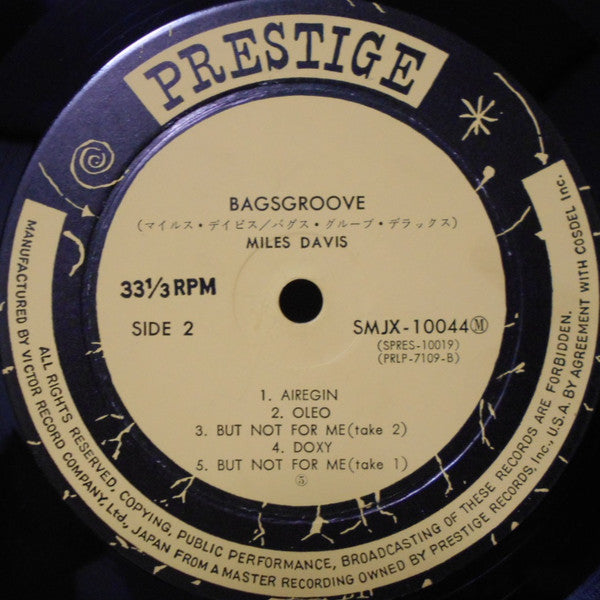 PRESTIGE
BAGSGROOVE
(マイルス・デイビス/バグス・グループ・デラックス)
MILES DAVIS
33⅓ RPM
SIDE 2
SMJX-10044Ⓜ
(SPRES-10019)
(PRLP-7109-B)
1. AIREGIN
2. OLEO
3. BUT NOT FOR ME(take 2)
4. DOXY
5. BUT NOT FOR ME(take 1)
⑤
MANUFACTURED BY VICTOR RECORD COMPANY, Ltd., JAPAN FROM A MASTER RECORDING OWNED BY PRESTIGE RECORDS, Inc., U.S.A. BY AGREEMENT WITH COSDEL Inc.
ALL RIGHTS RESERVED. COPYING, PUBLIC PERFORMANCE, BROADCASTING OF THESE RECORDS ARE FORBIDDEN.